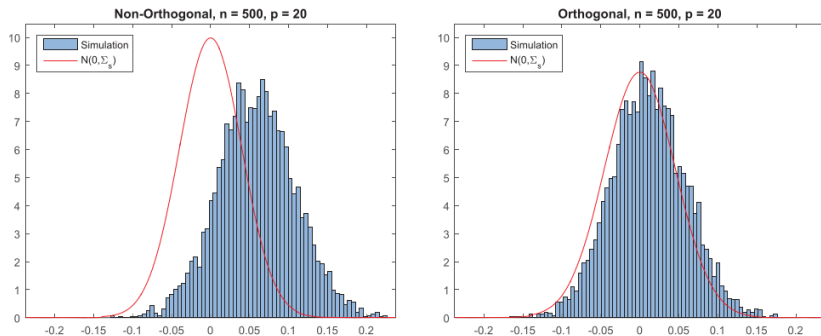 Non-Orthogonal, n = 500, p = 20
10
9
8
7
6
5
4
3
2
1
0
Simulation
N(0,Σs)
-0.2 -0.15 -0.1 -0.05 0 0.05 0.1 0.15 0.2
Orthogonal, n = 500, p = 20
10
9
8
7
6
5
4
3
2
1
0
Simulation
N(0,Σs)
-0.2 -0.15 -0.1 -0.05 0 0.05 0.1 0.15 0.2